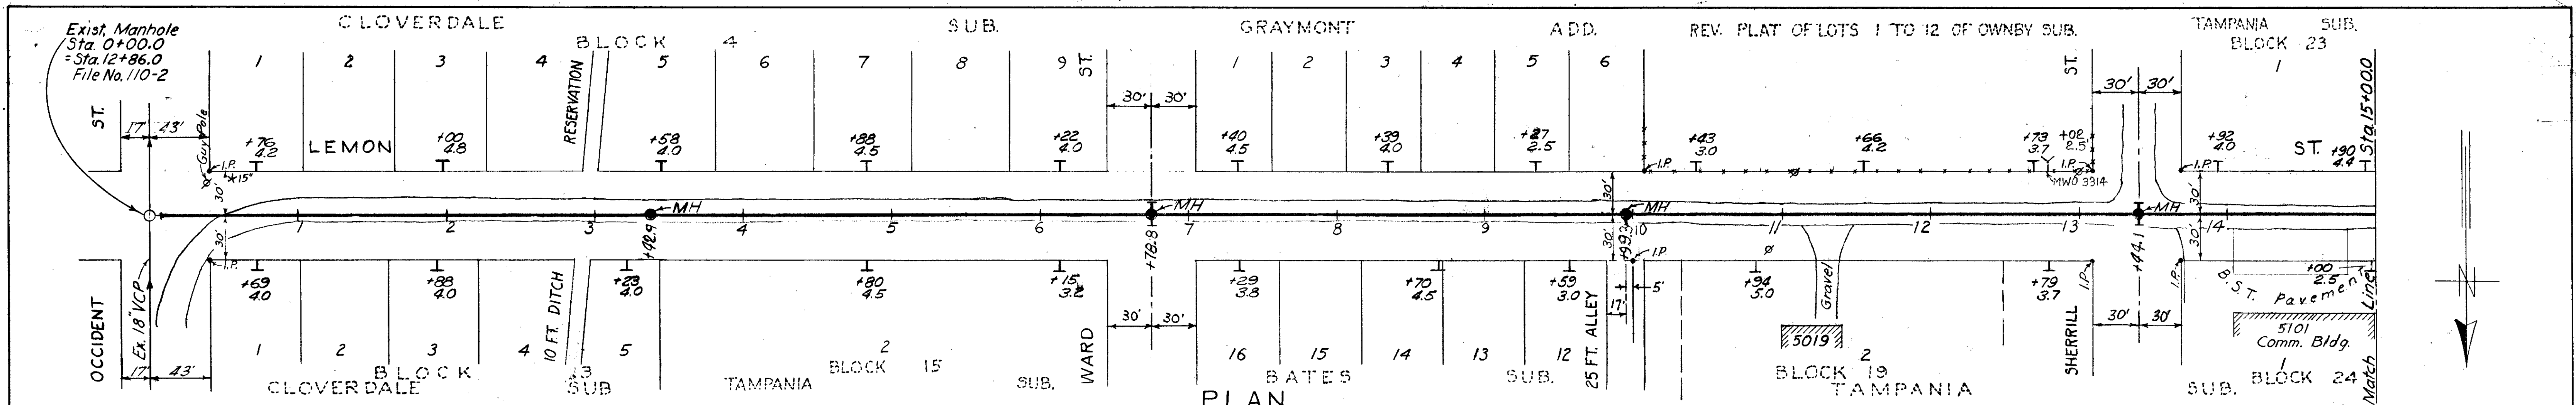 CLOVERDALE SUB. GRAYMONT ADD. REV. PLAT OF LOTS 1 TO 12 OF OWNBY SUB. TAMPANIA SUB.
BLOCK 4 BLOCK 23
Exist. Manhole
Sta. 0+00.0
=Sta. 12+86.0
File No. 110-2
1 2 3 4 5 6 7 8 9 ST. 1 2 3 4 5 6 ST. 1
RESERVATION
30' 30' 30' 30'
ST. 17' 43' Guy Pole
LEMON ST. Sta. 15+00.0
+76
4.2
+00
4.8
+58
4.0
+88
4.5
+22
4.0
+40
4.5
+39
4.0
+27
2.5
+43
3.0
+66
4.2
+73
3.7
+02
2.5
+92
4.0
+90
4.4
I.P. I.P. I.P. I.P.
15"
MWO 3314
30' 30' 30'
MH MH MH MH
1 2 3 4 5 6 7 8 9 10 11 12 13 14
30' 30' 30'
+42.9 +78.8 +99.3 +44.1
I.P. I.P. I.P. I.P.
+69
4.0
+88
4.0
+23
4.0
+80
4.5
+15
3.2
+29
3.8
+70
4.5
+59
3.0
+94
5.0
+79
3.7
+00
2.5
5' 17'
Gravel
B.S.T. Pavement
OCCIDENT Ex. 18" VCP 10 FT. DITCH WARD 25 FT. ALLEY SHERRILL Match Line
30' 30' 30' 30'
5019
5101
Comm. Bldg.
17' 43'
1 2 3 4 5 2 16 15 14 13 12 2 1
BLOCK 13 BLOCK 15 BLOCK 19 BLOCK 24
CLOVERDALE SUB TAMPANIA SUB. BATES SUB. TAMPANIA SUB.
N
PLAN